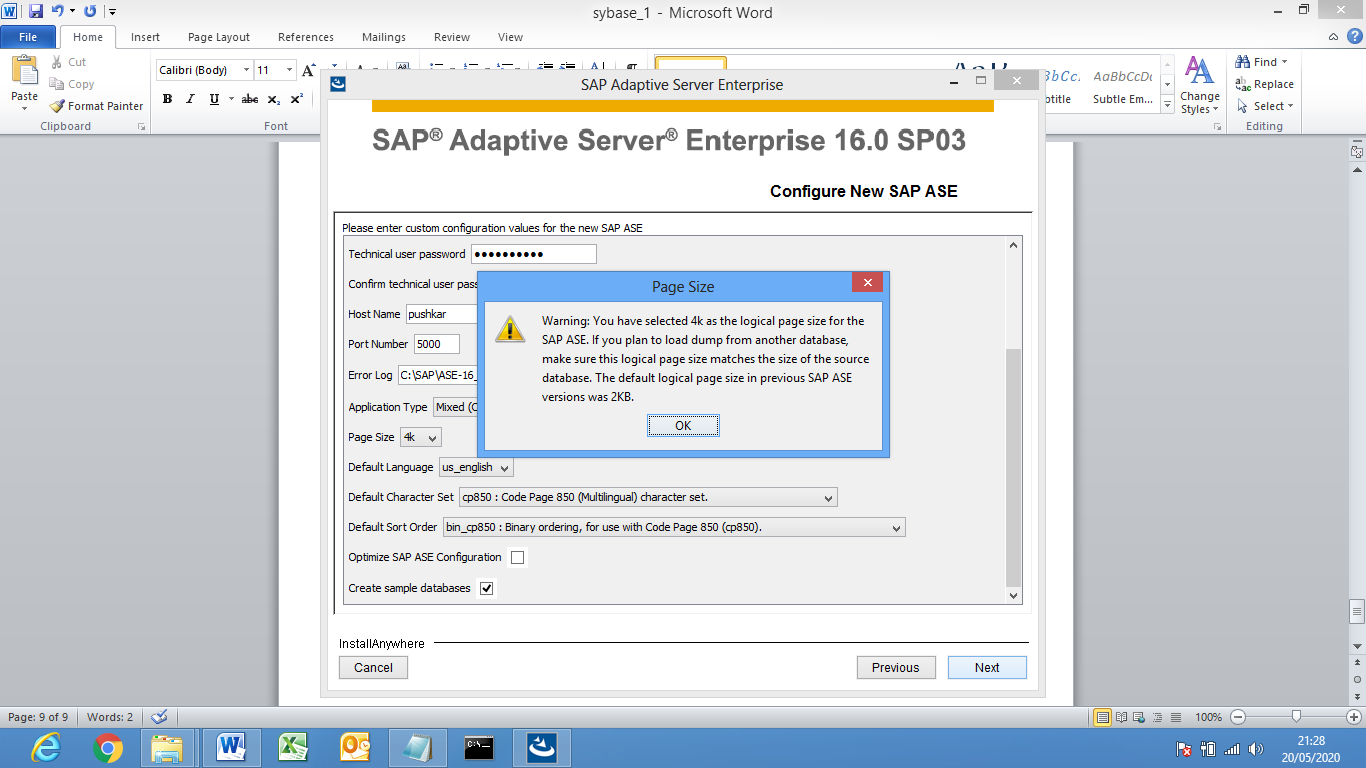 sybase_1 - Microsoft Word
File Home Insert Page Layout References Mailings Review View
Paste
Cut
Copy
Format Painter
Clipboard
Calibri (Body) 11
B I U abc x₂ x²
Font
AaBbCcDc
Subtle Em...
Change
Styles
Find
Replace
Select
Editing
SAP Adaptive Server Enterprise
SAP® Adaptive Server® Enterprise 16.0 SP03
Configure New SAP ASE
Please enter custom configuration values for the new SAP ASE
Technical user password ••••••••••
Confirm technical user pass
Host Name pushkar
Port Number 5000
Error Log C:\SAP\ASE-16_
Application Type Mixed (O
Page Size 4k
Default Language us_english
Default Character Set cp850 : Code Page 850 (Multilingual) character set.
Default Sort Order bin_cp850 : Binary ordering, for use with Code Page 850 (cp850).
Optimize SAP ASE Configuration
Create sample databases
Page Size
Warning: You have selected 4k as the logical page size for the
SAP ASE. If you plan to load dump from another database,
make sure this logical page size matches the size of the source
database. The default logical page size in previous SAP ASE
versions was 2KB.
OK
InstallAnywhere
Cancel Previous Next
Page: 9 of 9 Words: 2 100%
21:28
20/05/2020